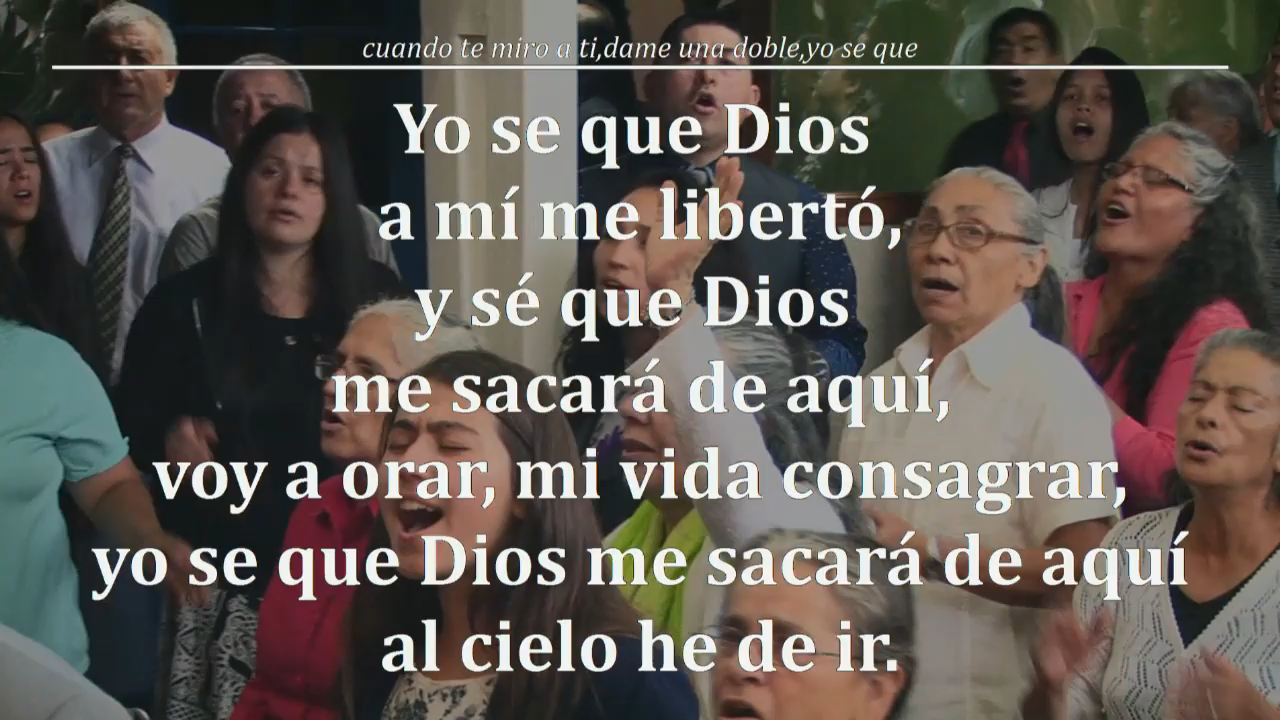 cuando te miro a ti,dame una doble,yo se que
Yo se que Dios
a mí me libertó,
y sé que Dios
me sacará de aquí,
voy a orar, mi vida consagrar,
yo se que Dios me sacará de aquí
al cielo he de ir.